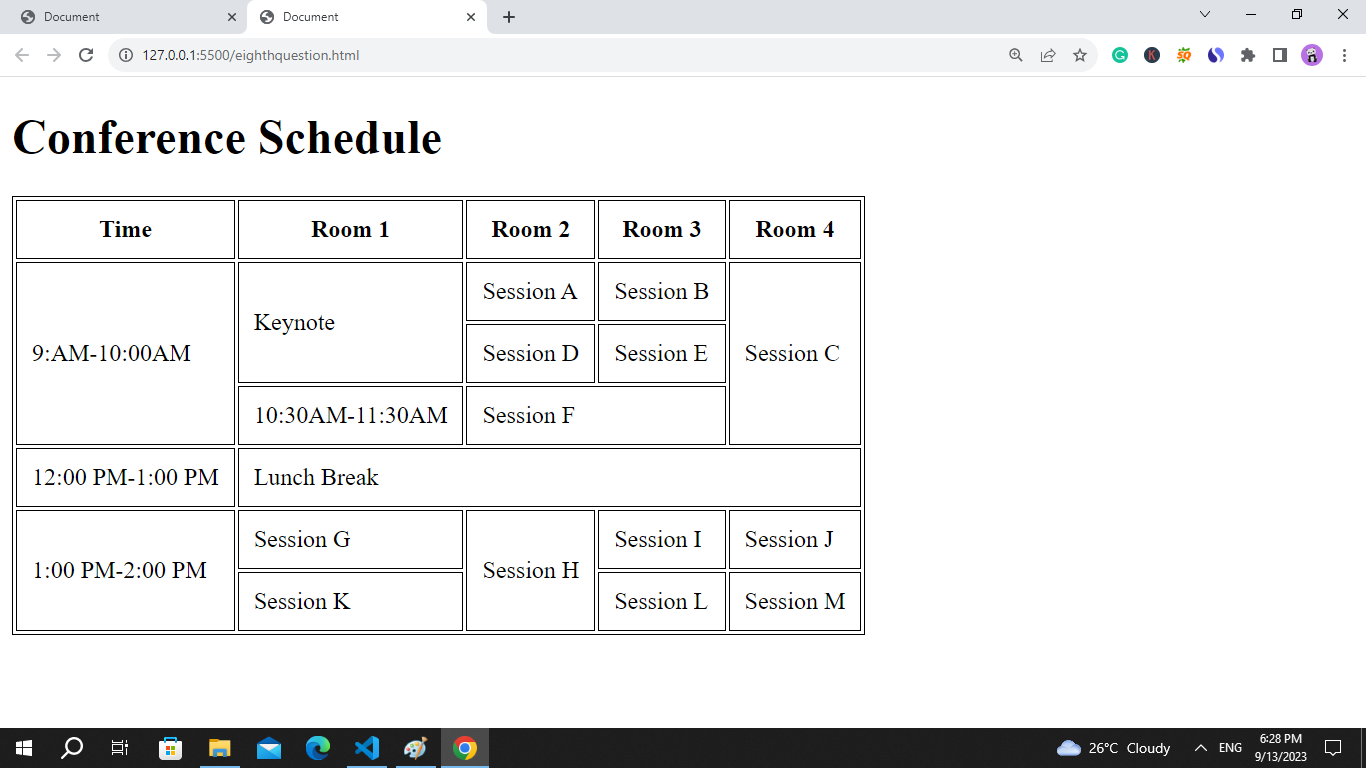 Document
Document
127.0.0.1:5500/eighthquestion.html
Conference Schedule
Time Room 1 Room 2 Room 3 Room 4
9:AM-10:00AM Keynote Session A Session B Session C
Session D Session E
10:30AM-11:30AM Session F
12:00 PM-1:00 PM Lunch Break
1:00 PM-2:00 PM Session G Session H Session I Session J
Session K Session L Session M
26°C Cloudy ENG 6:28 PM
9/13/2023